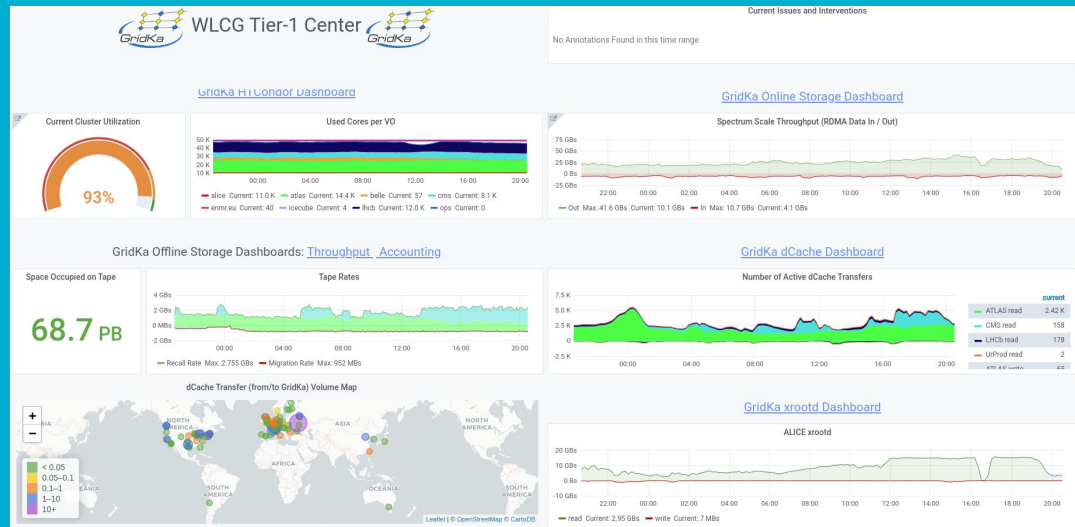 GridKa
WLCG Tier-1 Center
GridKa
Current Issues and Interventions
No Annotations Found in this time range
GridKa HTCondor Dashboard
GridKa Online Storage Dashboard
Current Cluster Utilization
93%
Used Cores per VO
50 K
40 K
30 K
20 K
10 K
00:00 04:00 08:00 12:00 16:00 20:00
alice Current: 11.0 K atlas Current: 14.4 K belle Current: 57 cms Current: 8.1 K
enmr.eu Current: 40 icecube Current: 4 lhcb Current: 12.0 K ops Current: 0
Spectrum Scale Throughput (RDMA Data In / Out)
75 GBs
50 GBs
25 GBs
0 GBs
-25 GBs
22:00 00:00 02:00 04:00 06:00 08:00 10:00 12:00 14:00 16:00 18:00 20:00
Out Max: 41.6 GBs Current: 10.1 GBs In Max: 10.7 GBs Current: 4.1 GBs
GridKa Offline Storage Dashboards: Throughput Accounting
GridKa dCache Dashboard
Space Occupied on Tape
68.7 PB
Tape Rates
4 GBs
2 GBs
0 MBs
-2 GBs
00:00 04:00 08:00 12:00 16:00 20:00
Recall Rate Max: 2.755 GBs Migration Rate Max: 952 MBs
Number of Active dCache Transfers
7.5 K
5.0 K
2.5 K
0
-2.5 K
00:00 04:00 08:00 12:00 16:00 20:00
current
ATLAS read 2.42 K
CMS read 158
LHCb read 178
UrProd read 2
ATLAS write 65
dCache Transfer (from/to GridKa) Volume Map
+
−
NORTH AMERICA
ASIA
NORTH AMERICA
AFRICA
SOUTH AMERICA
OCEANIA
SOUTH AMERICA
< 0.05
0.05–0.1
0.1–1
1–10
10+
Leaflet | © OpenStreetMap © CartoDB
GridKa xrootd Dashboard
ALICE xrootd
20 GBs
10 GBs
0 Bs
-10 GBs
22:00 00:00 02:00 04:00 06:00 08:00 10:00 12:00 14:00 16:00 18:00 20:00
read Current: 2.95 GBs write Current: 7 MBs